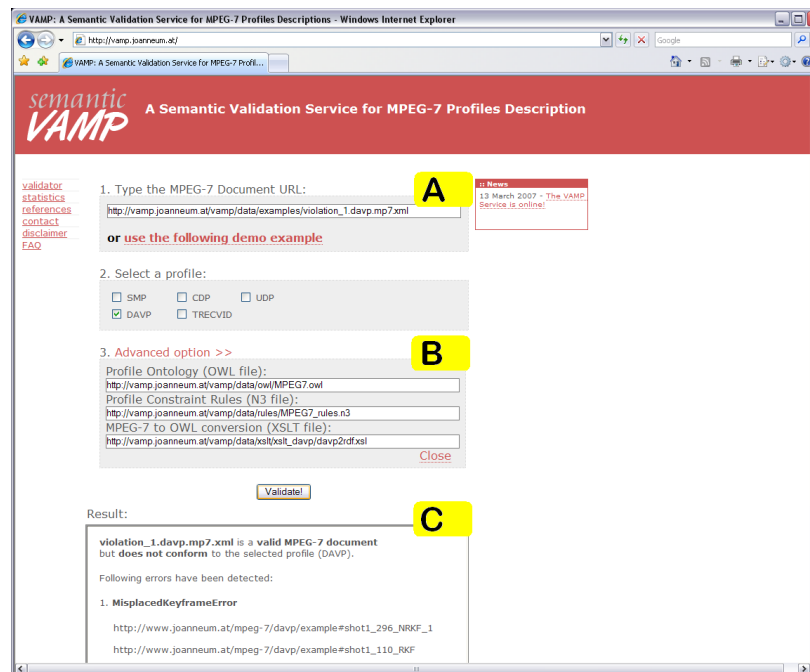 VAMP: A Semantic Validation Service for MPEG-7 Profiles Descriptions - Windows Internet Explorer
http://vamp.joanneum.at/
Google
VAMP: A Semantic Validation Service for MPEG-7 Profil...
semantic
VAMP
A Semantic Validation Service for MPEG-7 Profiles Description
validator
statistics
references
contact
disclaimer
FAQ
1. Type the MPEG-7 Document URL:
A
http://vamp.joanneum.at/vamp/data/examples/violation_1.davp.mp7.xml
or use the following demo example
:: News
13 March 2007 - The VAMP
Service is online!
2. Select a profile:
SMP CDP UDP
DAVP TRECVID
3. Advanced option >>
B
Profile Ontology (OWL file):
http://vamp.joanneum.at/vamp/data/owl/MPEG7.owl
Profile Constraint Rules (N3 file):
http://vamp.joanneum.at/vamp/data/rules/MPEG7_rules.n3
MPEG-7 to OWL conversion (XSLT file):
http://vamp.joanneum.at/vamp/data/xslt/xslt_davp/davp2rdf.xsl
Close
Validate!
Result:
C
violation_1.davp.mp7.xml is a valid MPEG-7 document
but does not conform to the selected profile (DAVP).
Following errors have been detected:
1. MisplacedKeyframeError
http://www.joanneum.at/mpeg-7/davp/example#shot1_296_NRKF_1
http://www.joanneum.at/mpeg-7/davp/example#shot1_110_RKF